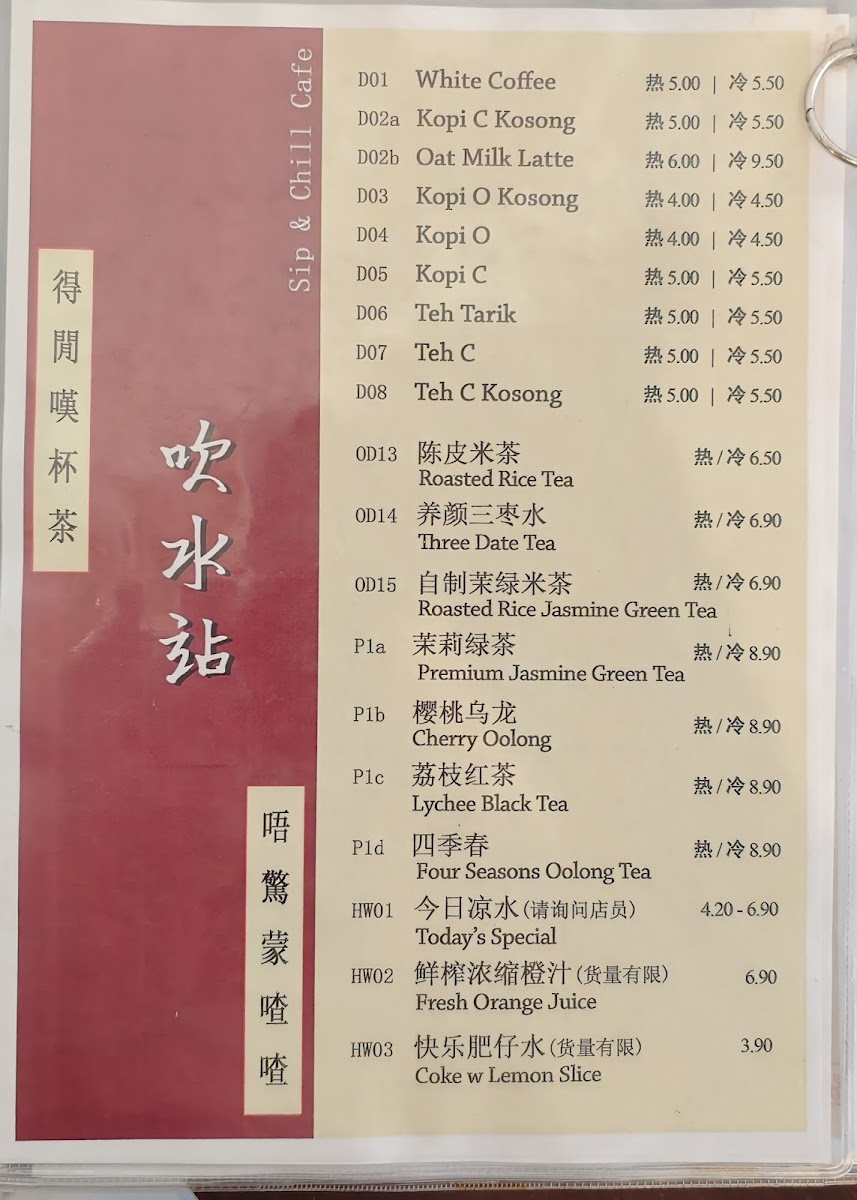 Sip & Chill Cafe
得閒嘆杯茶
吹水站
唔驚蒙喳喳
D01 White Coffee 热 5.00 | 冷 5.50
D02a Kopi C Kosong 热 5.00 | 冷 5.50
D02b Oat Milk Latte 热 6.00 | 冷 9.50
D03 Kopi O Kosong 热 4.00 | 冷 4.50
D04 Kopi O 热 4.00 | 冷 4.50
D05 Kopi C 热 5.00 | 冷 5.50
D06 Teh Tarik 热 5.00 | 冷 5.50
D07 Teh C 热 5.00 | 冷 5.50
D08 Teh C Kosong 热 5.00 | 冷 5.50
OD13 陈皮米茶 热 / 冷 6.50
Roasted Rice Tea
OD14 养颜三枣水 热 / 冷 6.90
Three Date Tea
OD15 自制茉绿米茶 热 / 冷 6.90
Roasted Rice Jasmine Green Tea
P1a 茉莉绿茶 热 / 冷 8.90
Premium Jasmine Green Tea
P1b 樱桃乌龙 热 / 冷 8.90
Cherry Oolong
P1c 荔枝红茶 热 / 冷 8.90
Lychee Black Tea
P1d 四季春 热 / 冷 8.90
Four Seasons Oolong Tea
HW01 今日凉水(请询问店员) 4.20 - 6.90
Today's Special
HW02 鲜榨浓缩橙汁(货量有限) 6.90
Fresh Orange Juice
HW03 快乐肥仔水(货量有限) 3.90
Coke w Lemon Slice